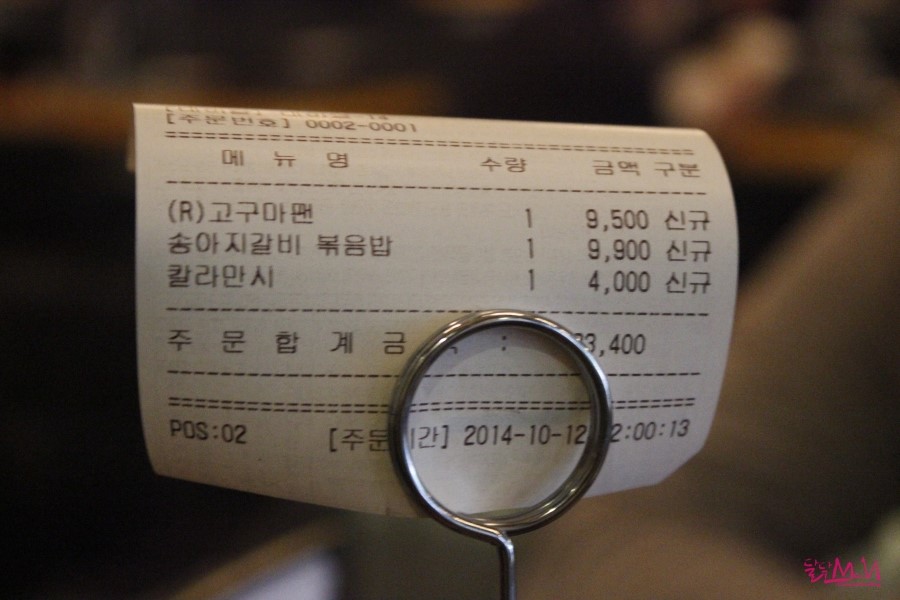 [주문번호] 0002-0001
메 뉴 명 수량 금액 구분
(R)고구마팬 1 9,500 신규
송아지갈비 볶음밥 1 9,900 신규
칼라만시 1 4,000 신규
주 문 합 계 금 : 3,400
POS:02 [주문 간] 2014-10-12 2:00:13